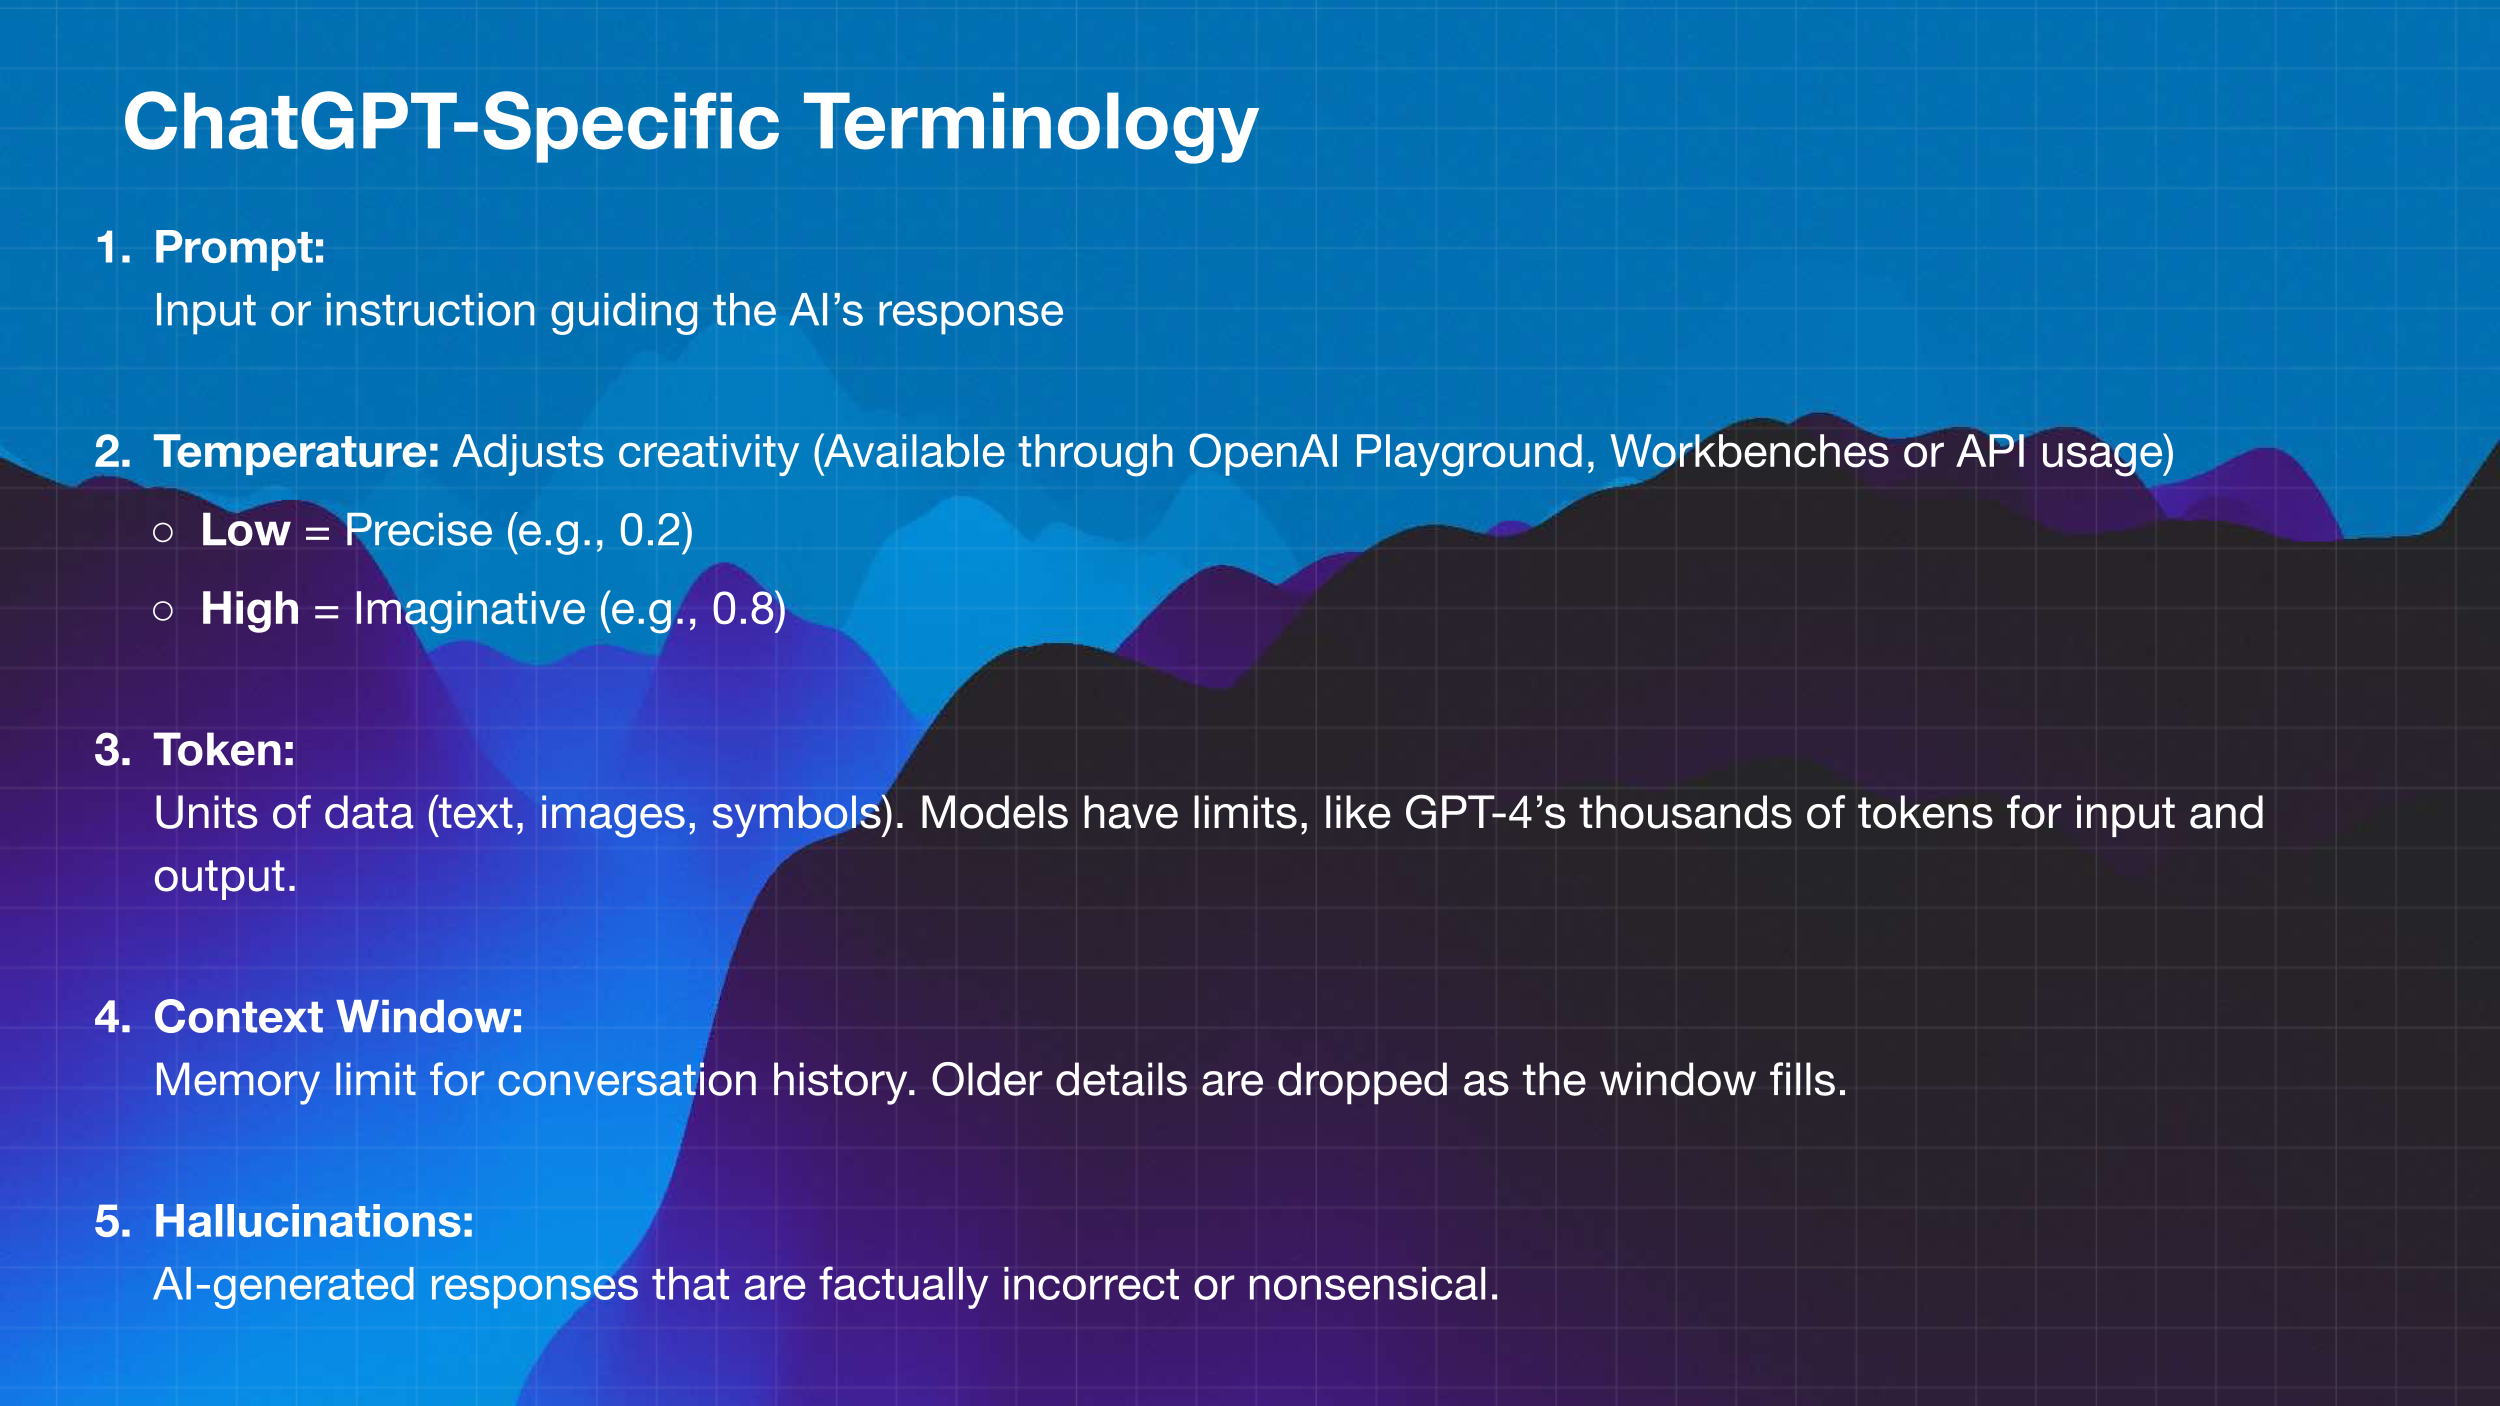 ChatGPT-Specific Terminology
1. Prompt:
Input or instruction guiding the AI’s response
2. Temperature: Adjusts creativity (Available through OpenAI Playground, Workbenches or API usage)
○ Low = Precise (e.g., 0.2)
○ High = Imaginative (e.g., 0.8)
3. Token:
Units of data (text, images, symbols). Models have limits, like GPT-4’s thousands of tokens for input and
output.
4. Context Window:
Memory limit for conversation history. Older details are dropped as the window fills.
5. Hallucinations:
AI-generated responses that are factually incorrect or nonsensical.